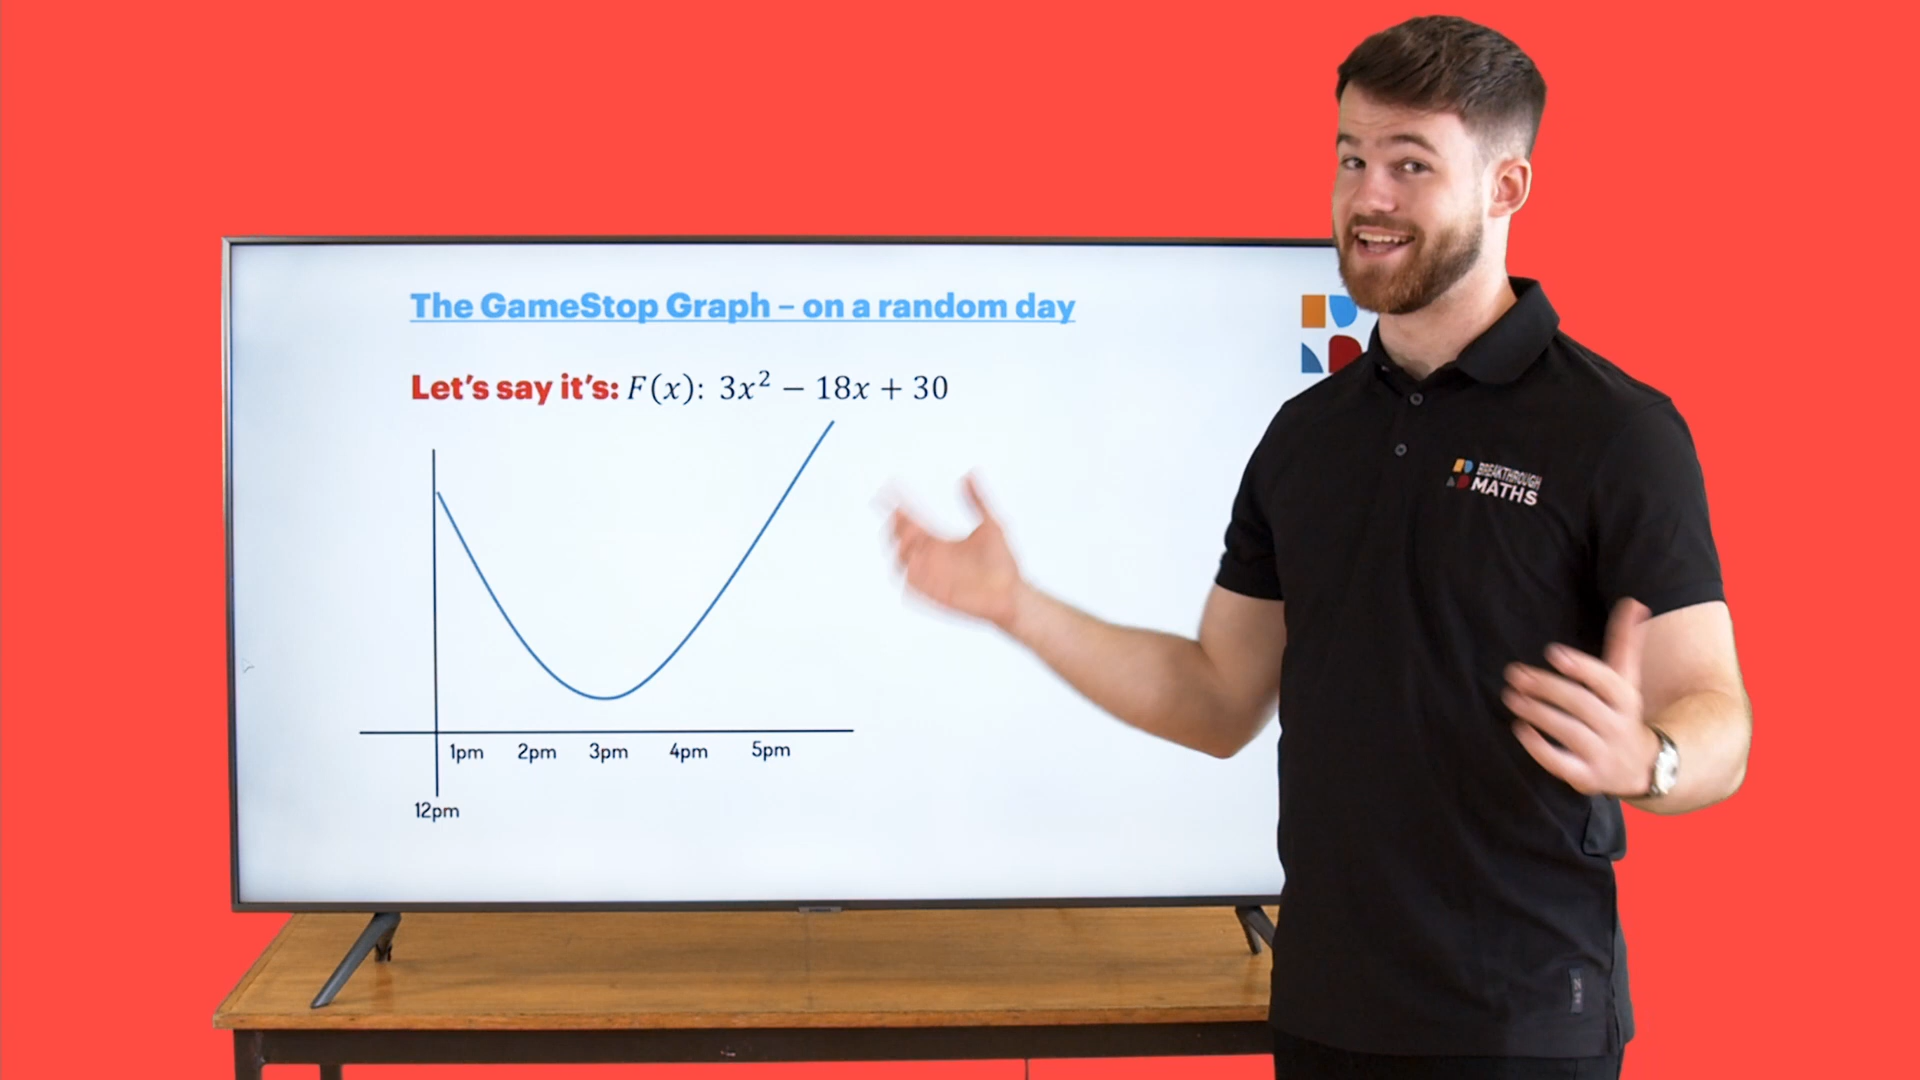 The GameStop Graph – on a random day
Let's say it's: F(x): 3x² − 18x + 30
1pm 2pm 3pm 4pm 5pm
12pm
BREAKTHROUGH
MATHS